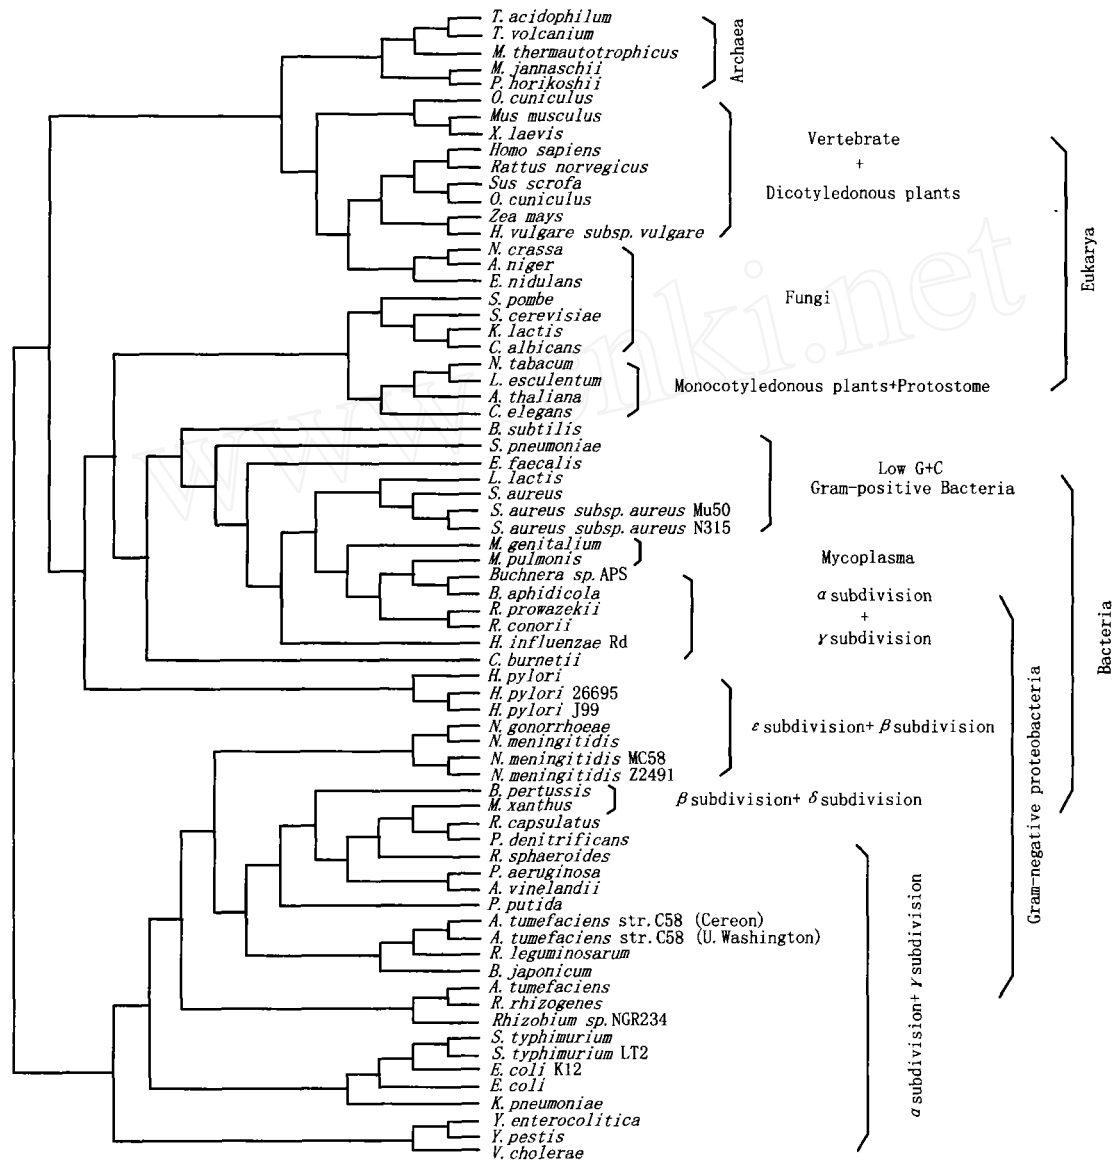 T. acidophilum
T. volcanium
M. thermautotrophicus
M. jannaschii
P. horikoshii
Archaea
O. cuniculus
Mus musculus
X. laevis
Homo sapiens
Rattus norvegicus
Sus scrofa
O. cuniculus
Zea mays
H. vulgare subsp. vulgare
Vertebrate
+
Dicotyledonous plants
N. crassa
A. niger
E. nidulans
S. pombe
S. cerevisiae
K. lactis
C. albicans
Fungi
Eukarya
N. tabacum
L. esculentum
A. thaliana
C. elegans
Monocotyledonous plants+Protostome
B. subtilis
S. pneumoniae
E. faecalis
L. lactis
S. aureus
S. aureus subsp. aureus Mu50
S. aureus subsp. aureus N315
Low G+C
Gram-positive Bacteria
M. genitalium
M. pulmonis
Mycoplasma
Buchnera sp. APS
B. aphidicola
R. prowazekii
R. conorii
H. influenzae Rd
C. burnetii
α subdivision
+
γ subdivision
Bacteria
H. pylori
H. pylori 26695
H. pylori J99
N. gonorrhoeae
N. meningitidis
N. meningitidis MC58
N. meningitidis Z2491
ε subdivision+ β subdivision
B. pertussis
M. xanthus
β subdivision+ δ subdivision
Gram-negative proteobacteria
R. capsulatus
P. denitrificans
R. sphaeroides
P. aeruginosa
A. vinelandii
P. putida
A. tumefaciens str. C58 (Cereon)
A. tumefaciens str. C58 (U. Washington)
R. leguminosarum
B. japonicum
A. tumefaciens
R. rhizogenes
Rhizobium sp. NGR234
S. typhimurium
S. typhimurium LT2
E. coli K12
E. coli
K. pneumoniae
Y. enterocolitica
Y. pestis
V. cholerae
α subdivision+ γ subdivision
www.cnki.net